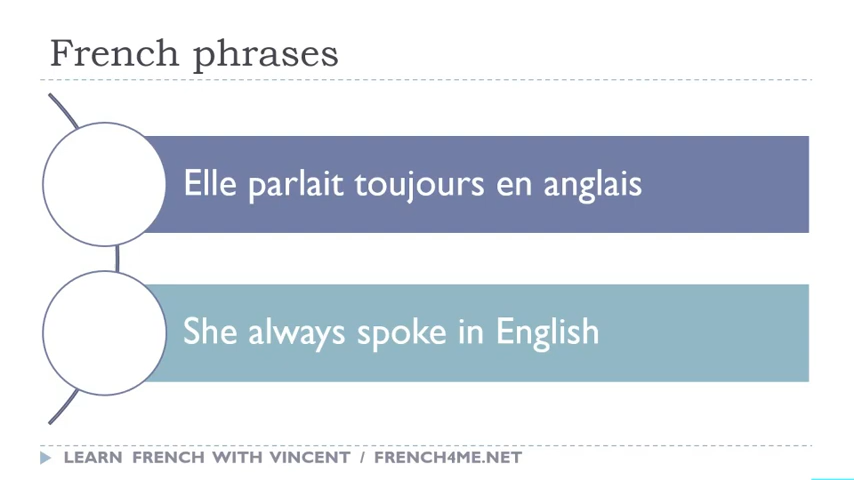 French phrases
Elle parlait toujours en anglais
She always spoke in English
LEARN FRENCH WITH VINCENT / FRENCH4ME.NET